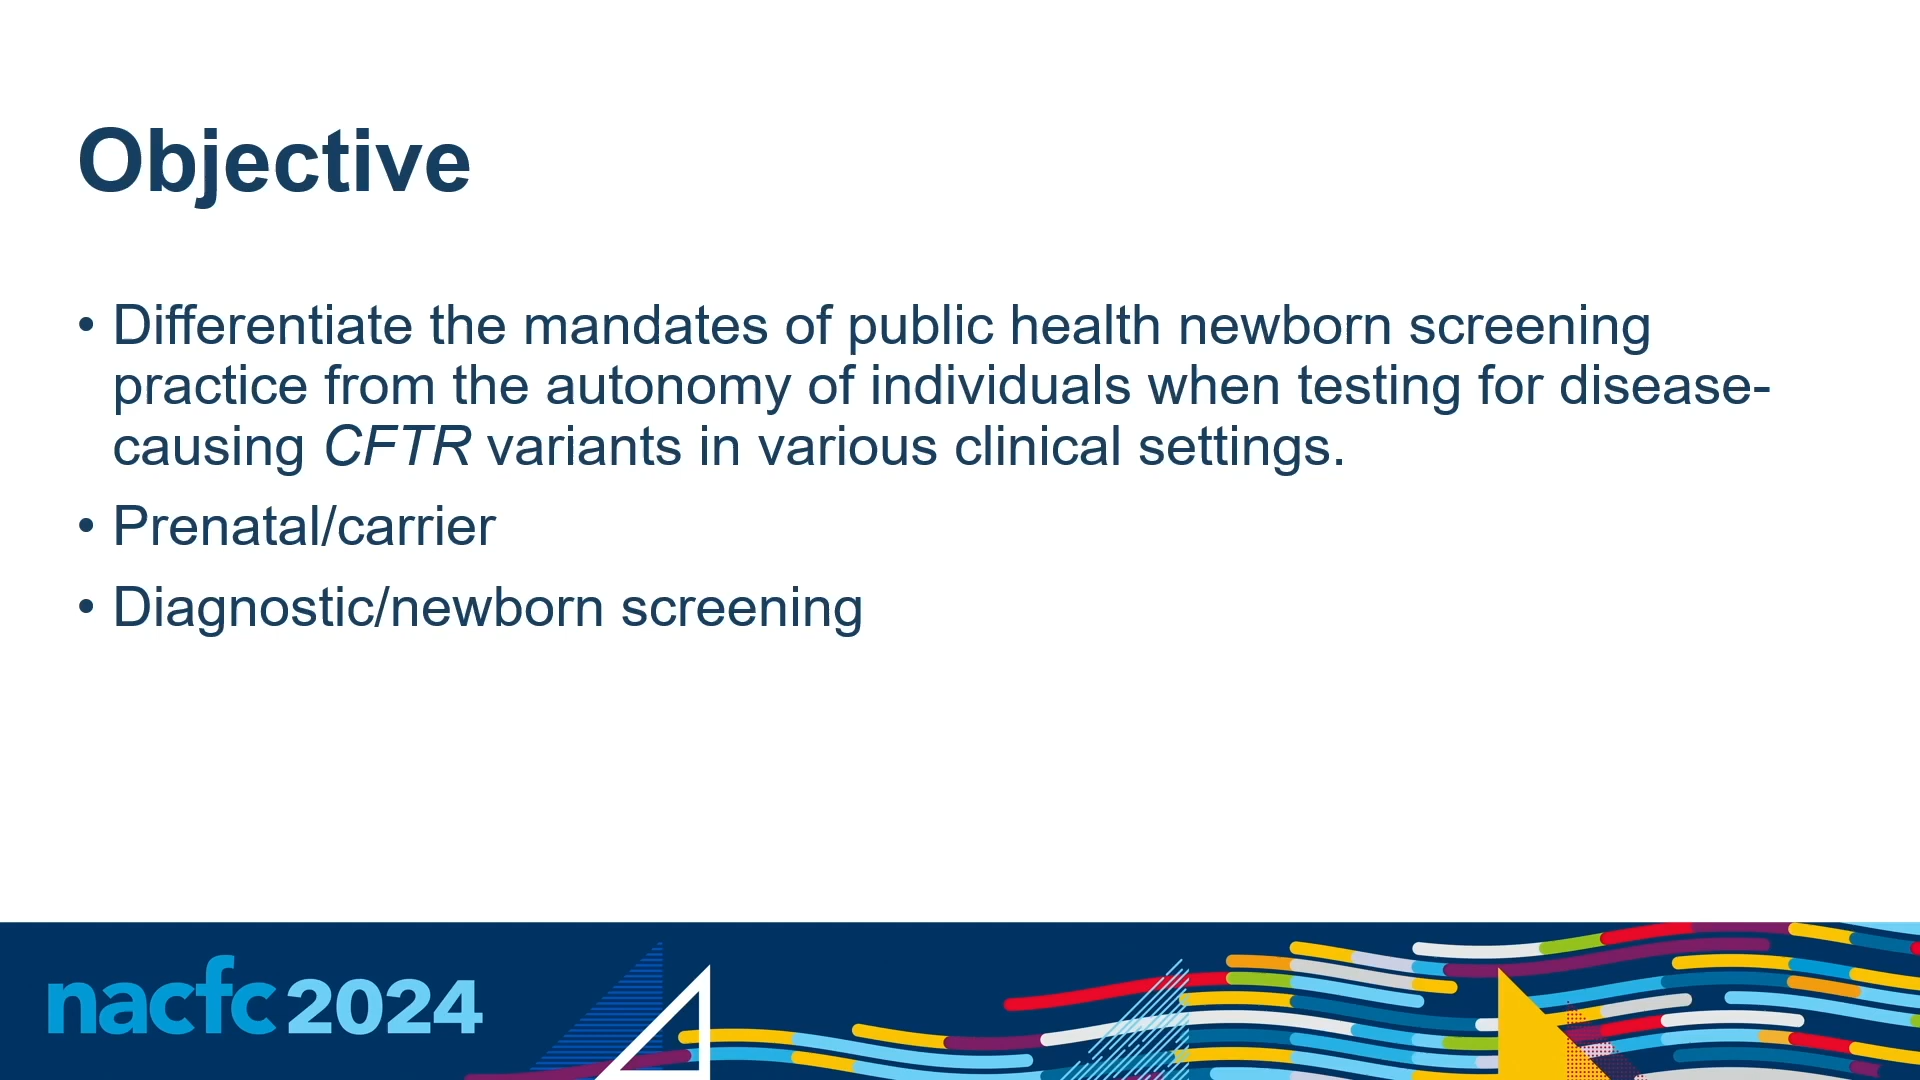 Objective
• Differentiate the mandates of public health newborn screening
practice from the autonomy of individuals when testing for disease-
causing CFTR variants in various clinical settings.
• Prenatal/carrier
• Diagnostic/newborn screening
nacfc 2024